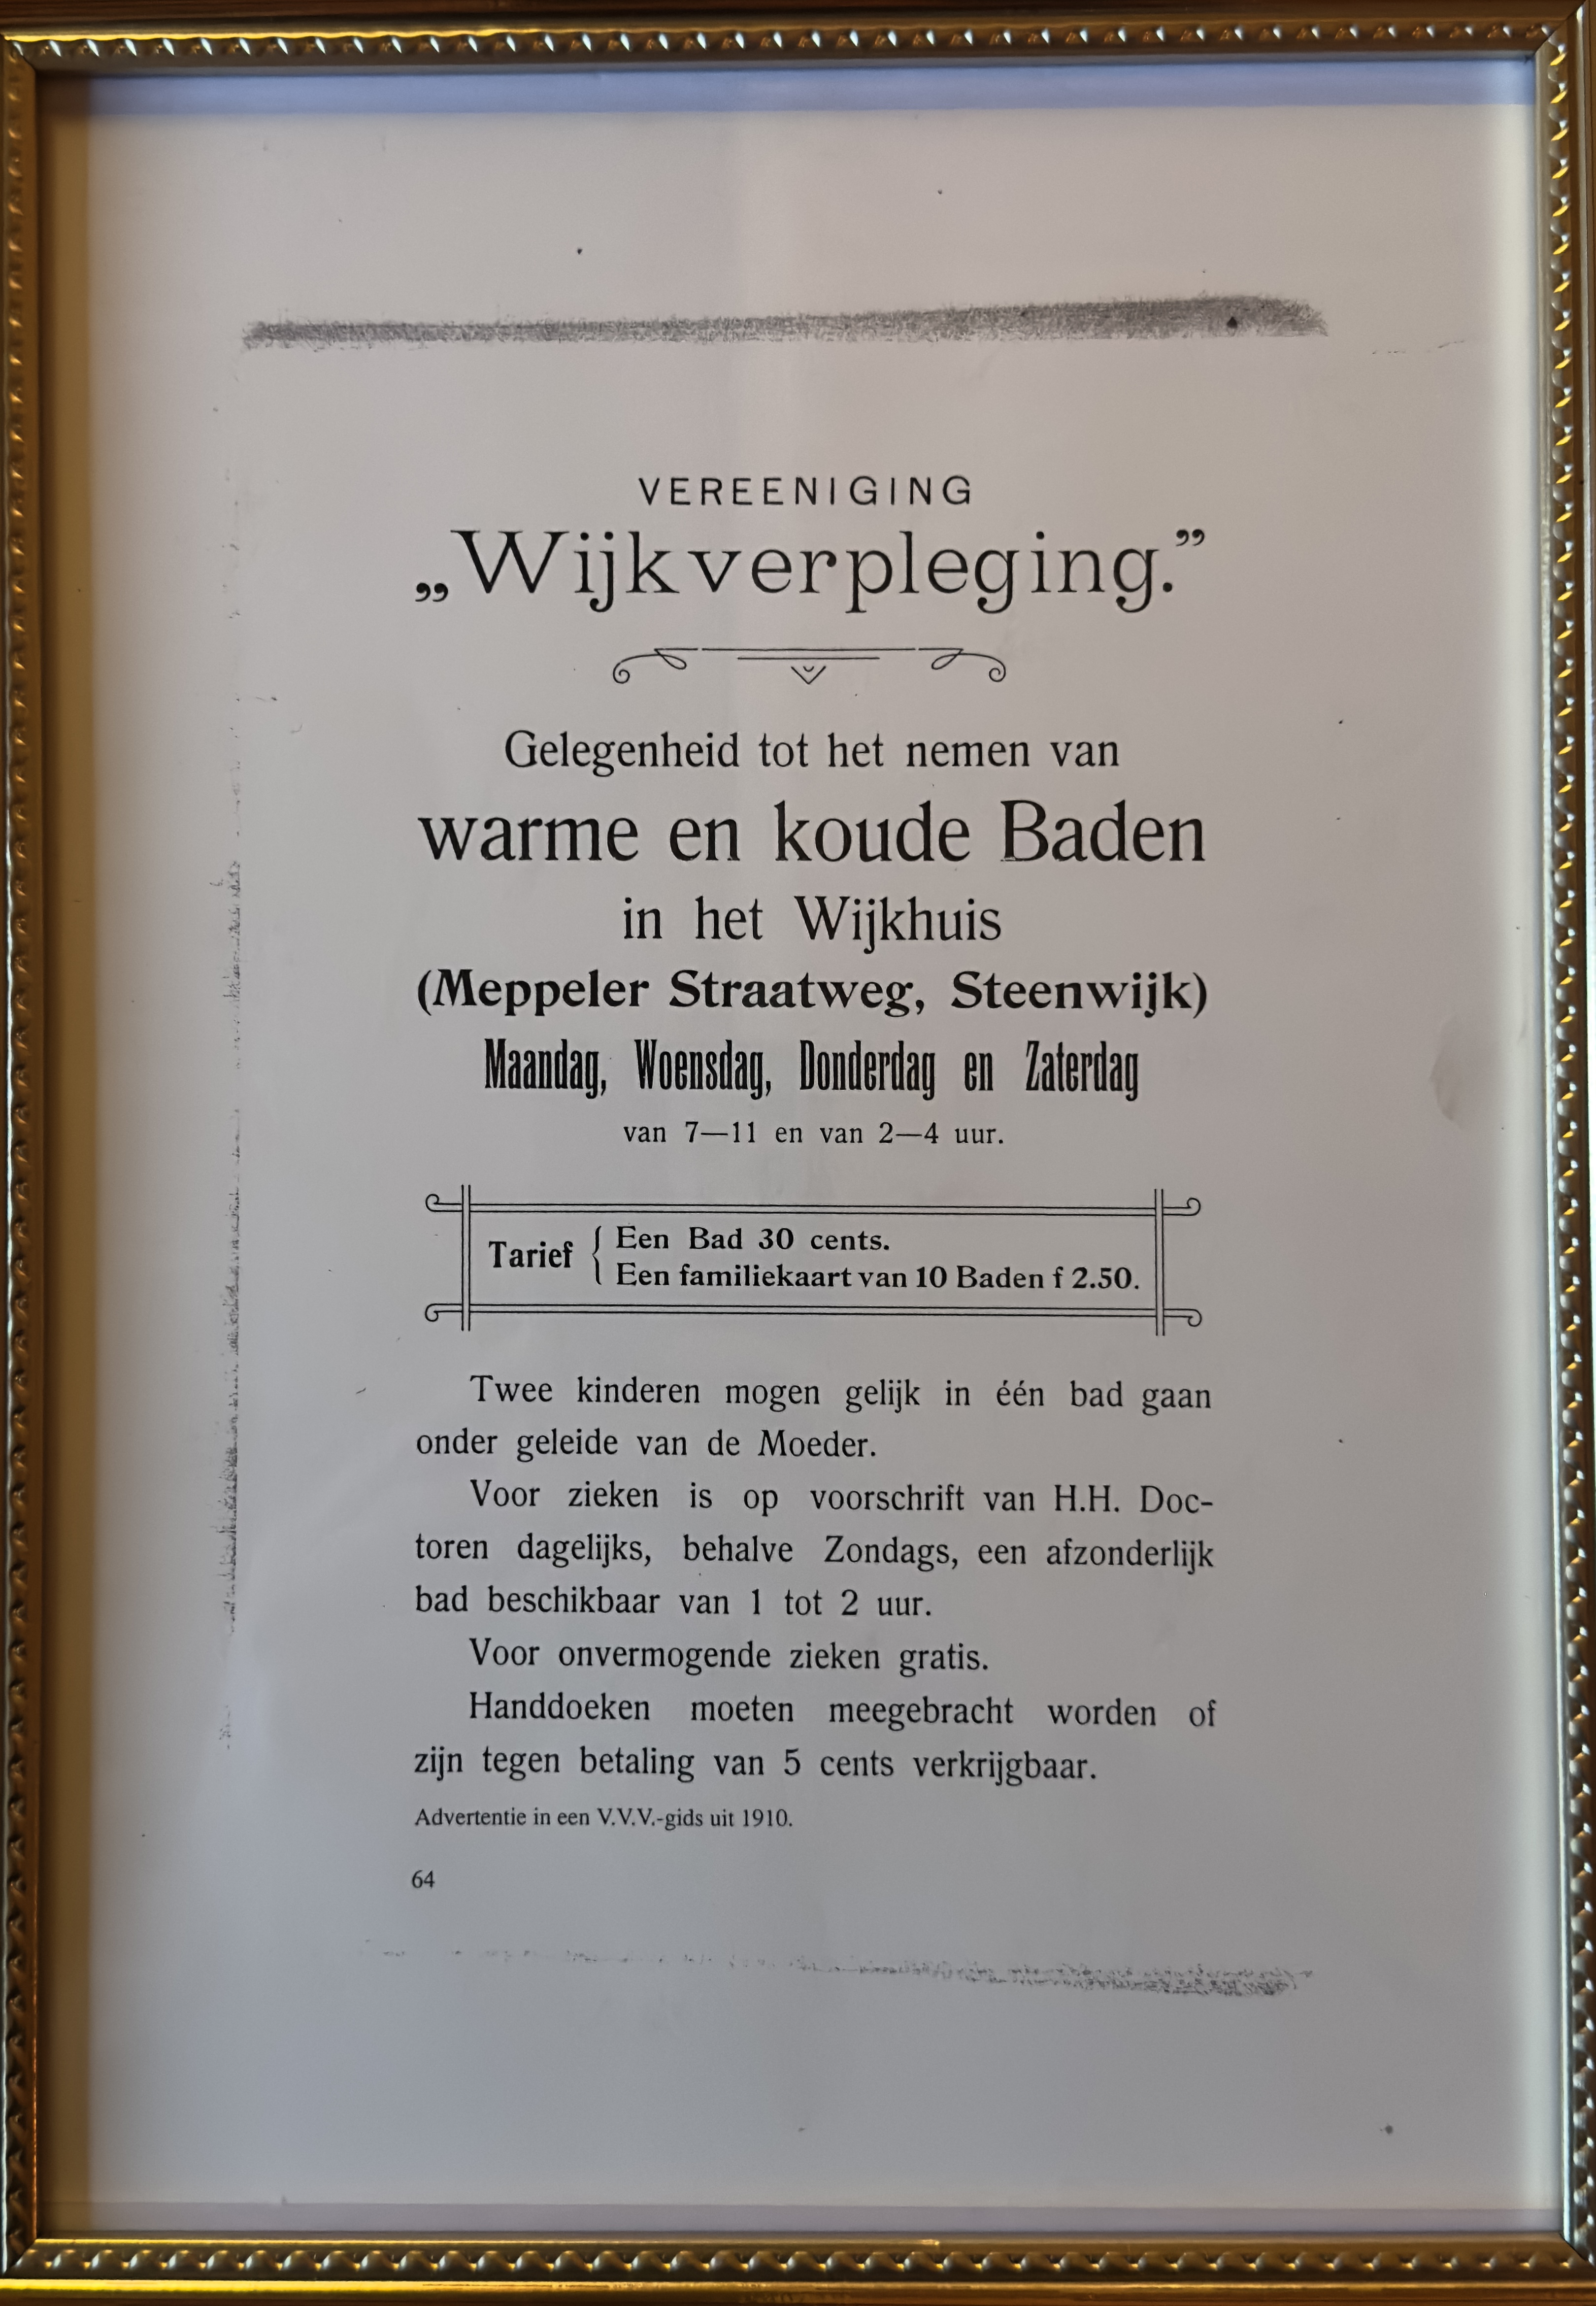 VEREENIGING
„Wijkverpleging.”
Gelegenheid tot het nemen van
warme en koude Baden
in het Wijkhuis
(Meppeler Straatweg, Steenwijk)
Maandag, Woensdag, Donderdag en Zaterdag
van 7—11 en van 2—4 uur.
Tarief { Een Bad 30 cents.
Een familiekaart van 10 Baden f 2.50.
Twee kinderen mogen gelijk in één bad gaan
onder geleide van de Moeder.
Voor zieken is op voorschrift van H.H. Doc-
toren dagelijks, behalve Zondags, een afzonderlijk
bad beschikbaar van 1 tot 2 uur.
Voor onvermogende zieken gratis.
Handdoeken moeten meegebracht worden of
zijn tegen betaling van 5 cents verkrijgbaar.
Advertentie in een V.V.V.-gids uit 1910.
64